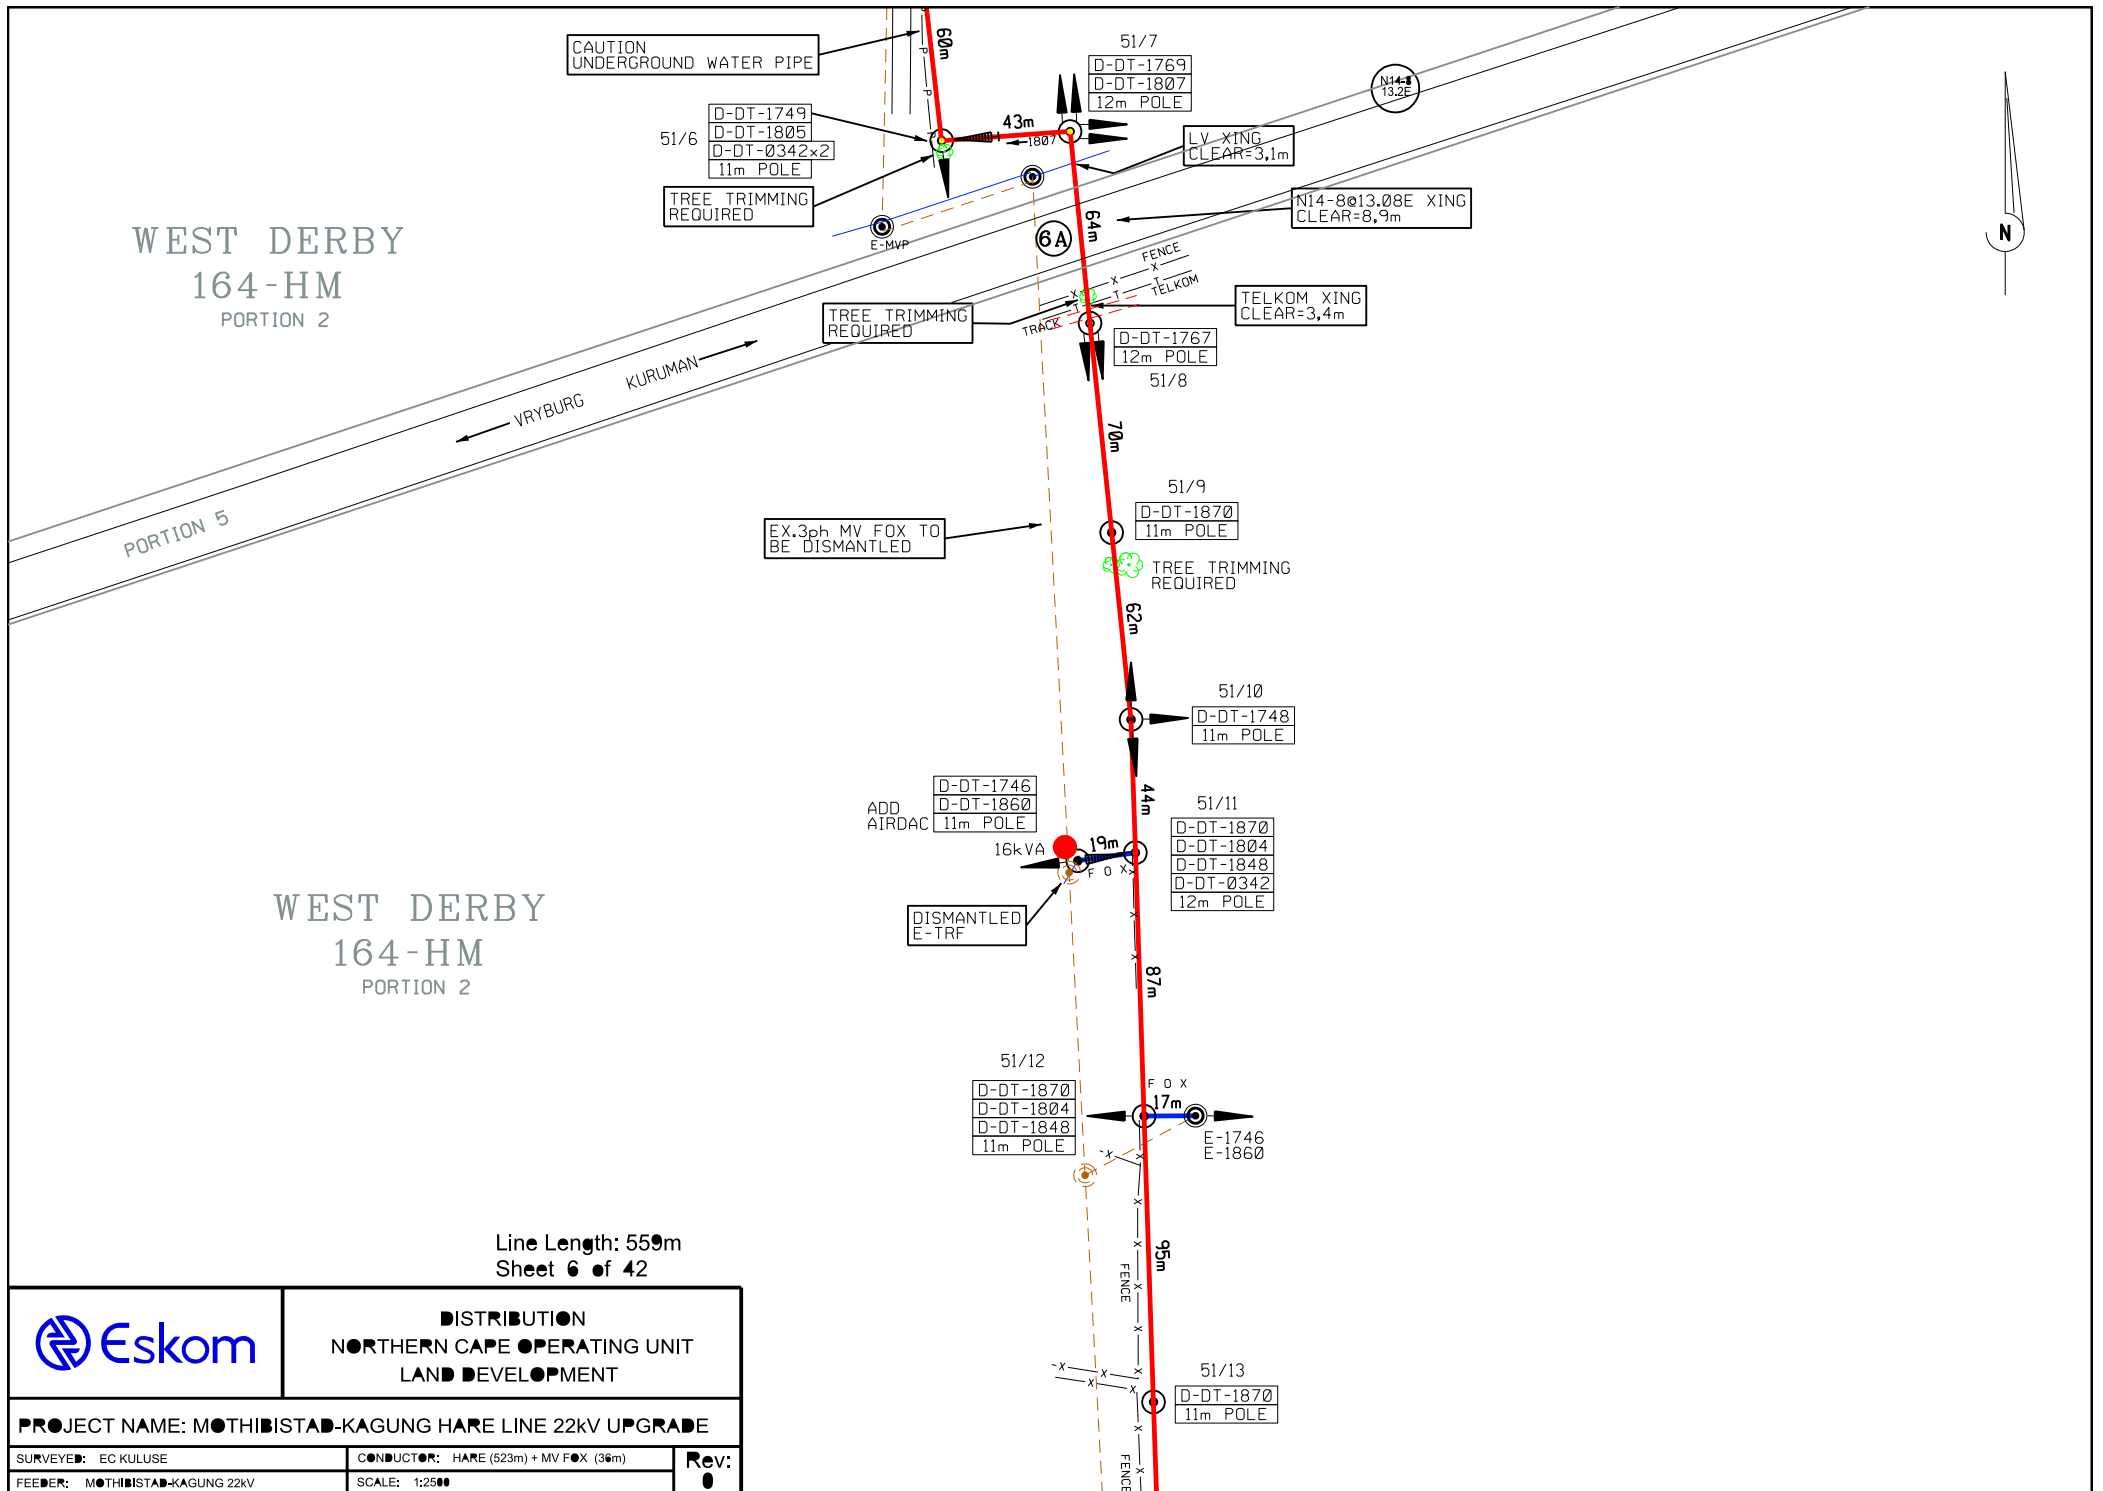 CAUTION
UNDERGROUND WATER PIPE
P
P
P
60m
51/7
D-DT-1769
D-DT-1807
12m POLE
N14-8
13.2E
51/6
D-DT-1749
D-DT-1805
D-DT-0342x2
11m POLE
43m
1807
LV XING
CLEAR=3,1m
TREE TRIMMING
REQUIRED
N14-8@13.08E XING
CLEAR=8,9m
64m
6A
E-MVP
WEST DERBY
164-HM
PORTION 2
FENCE
X X X
T T T
TELKOM
TELKOM XING
CLEAR=3,4m
TREE TRIMMING
REQUIRED
TRACK
D-DT-1767
12m POLE
51/8
N
KURUMAN
VRYBURG
70m
PORTION 5
51/9
D-DT-1870
11m POLE
EX.3ph MV FOX TO
BE DISMANTLED
TREE TRIMMING
REQUIRED
62m
51/10
D-DT-1748
11m POLE
ADD
AIRDAC
D-DT-1746
D-DT-1860
11m POLE
44m
51/11
D-DT-1870
D-DT-1804
D-DT-1848
D-DT-0342
12m POLE
16kVA
19m
F O X
X
X
X
DISMANTLED
E-TRF
WEST DERBY
164-HM
PORTION 2
87m
51/12
D-DT-1870
D-DT-1804
D-DT-1848
11m POLE
F O X
17m
E-1746
E-1860
-X
X
X
X
X
95m
FENCE
X
X
X
-X X
X X
51/13
D-DT-1870
11m POLE
X
X
FENCE
Line Length: 559m
Sheet 6 of 42
Eskom
DISTRIBUTION
NORTHERN CAPE OPERATING UNIT
LAND DEVELOPMENT
PROJECT NAME: MOTHIBISTAD-KAGUNG HARE LINE 22kV UPGRADE
SURVEYED: EC KULUSE
CONDUCTOR: HARE (523m) + MV FOX (36m)
Rev:
0
FEEDER: MOTHIBISTAD-KAGUNG 22kV
SCALE: 1:2500